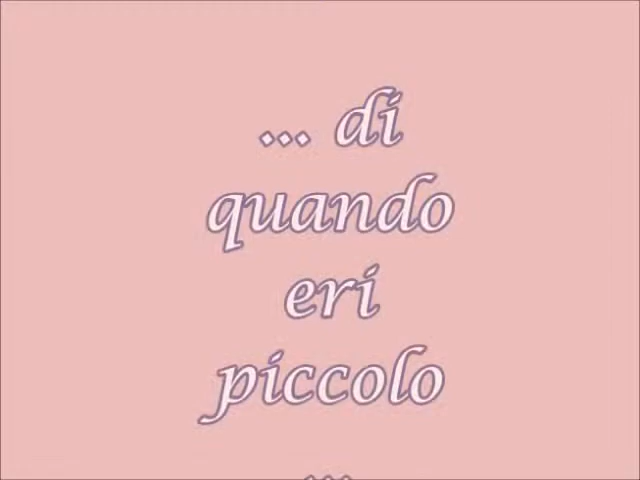 ... di
quando
eri
piccolo
...